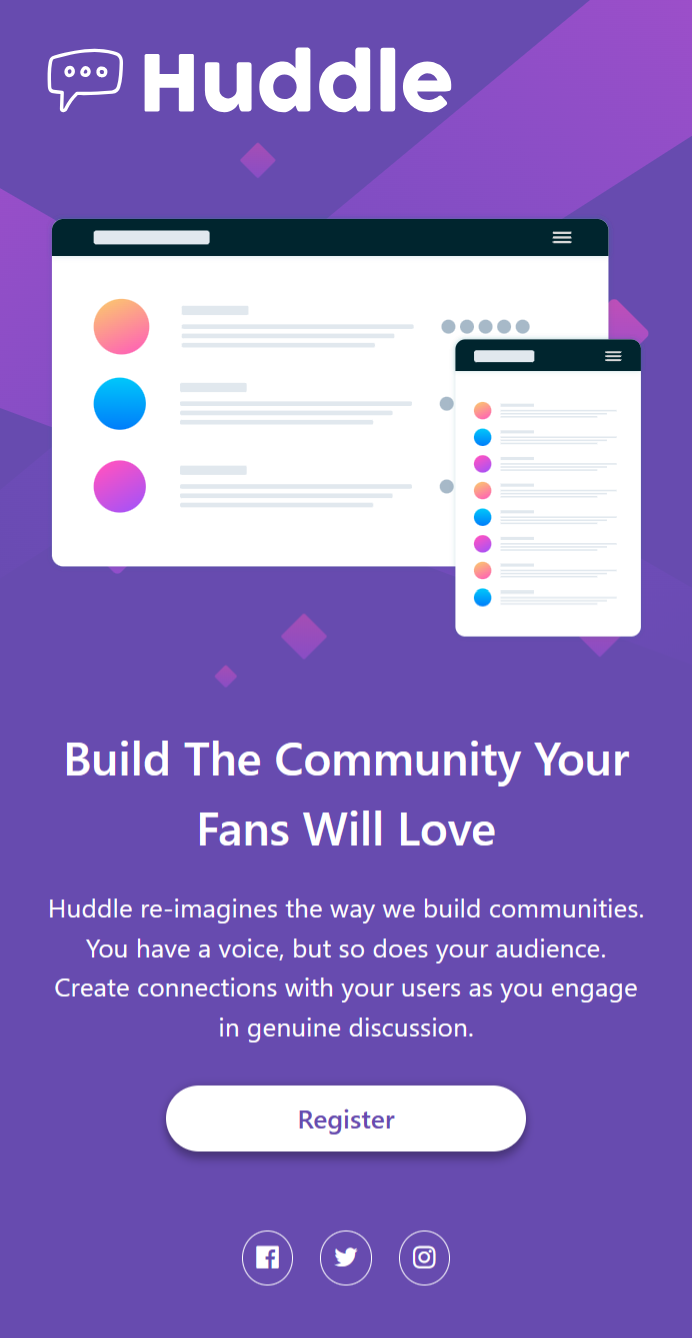 Huddle
Build The Community Your
Fans Will Love
Huddle re-imagines the way we build communities.
You have a voice, but so does your audience.
Create connections with your users as you engage
in genuine discussion.
Register